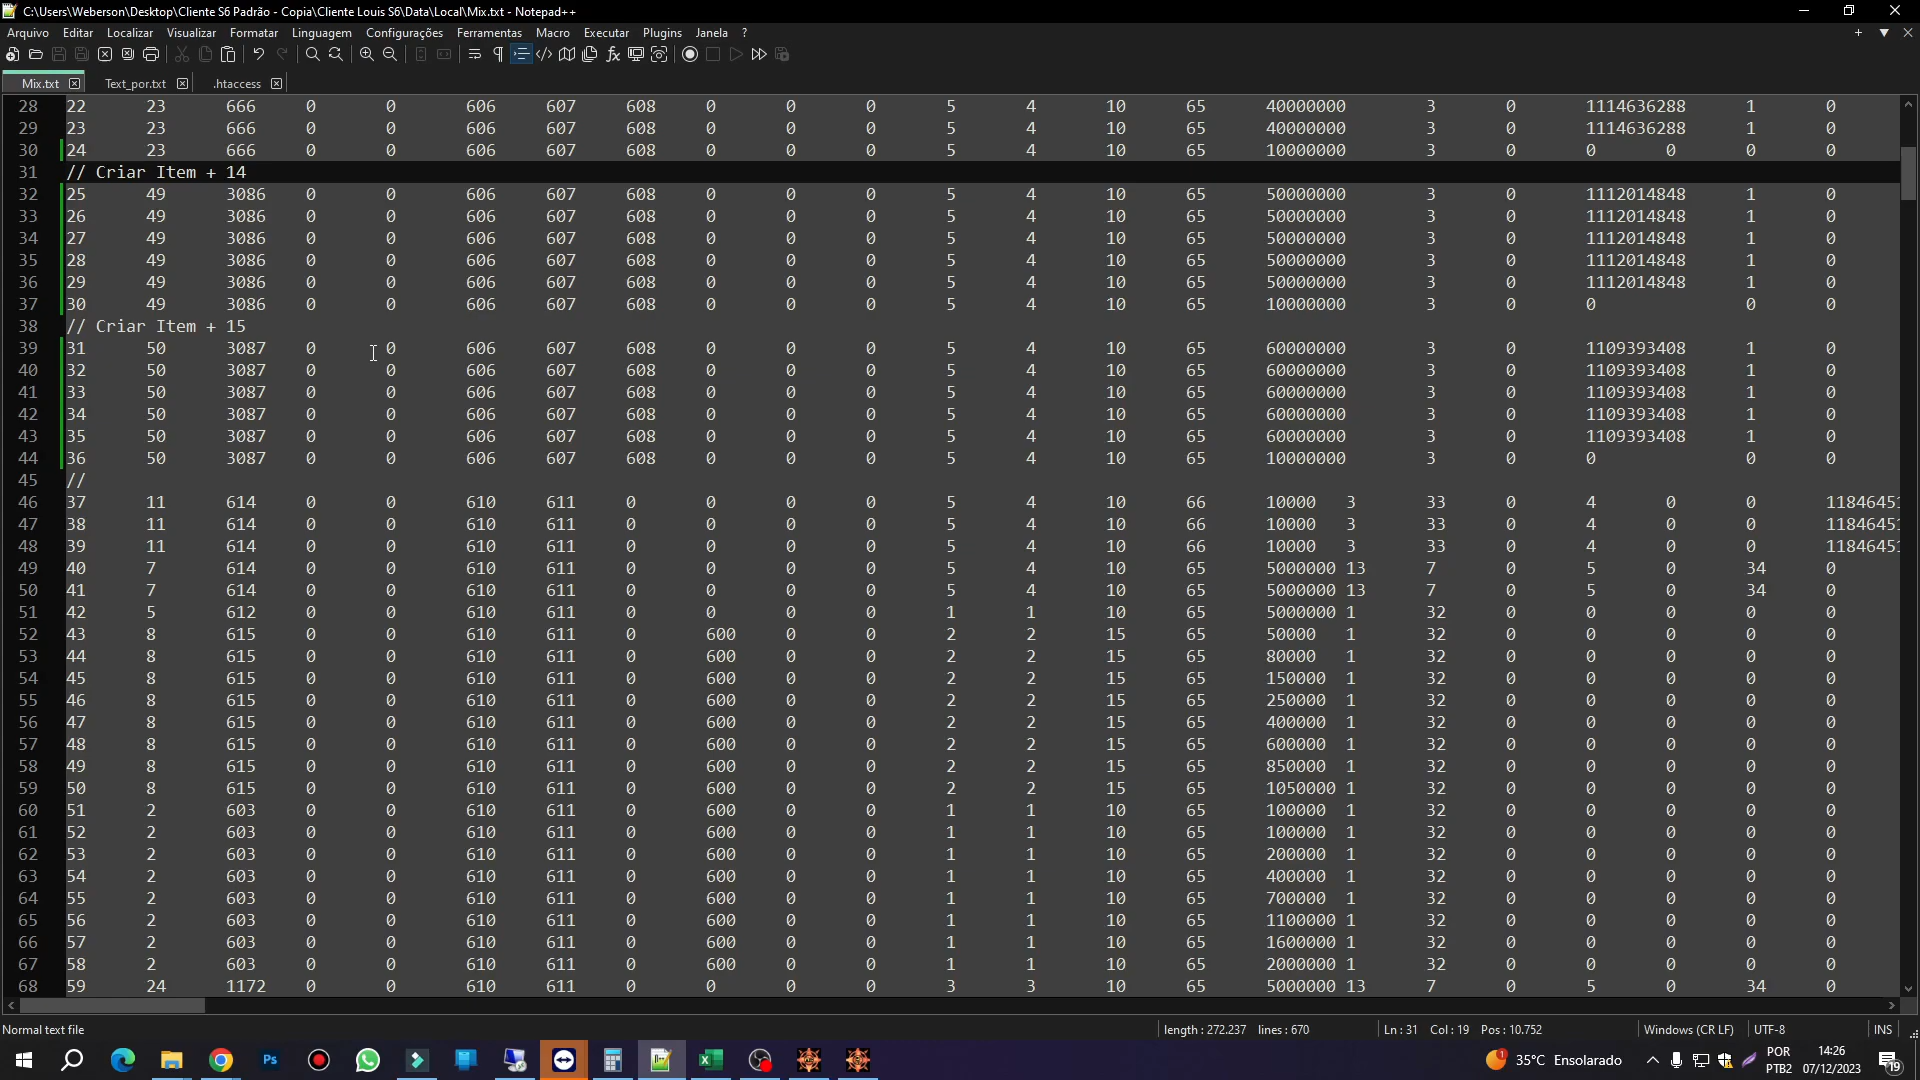 C:\Users\Weberson\Desktop\Cliente S6 Padrão - Copia\Cliente Louis S6\Data\Local\Mix.txt - Notepad++
Arquivo Editar Localizar Visualizar Formatar Linguagem Configurações Ferramentas Macro Executar Plugins Janela ?
Mix.txt Text_por.txt .htaccess
28 22 23 666 0 0 606 607 608 0 0 0 5 4 10 65 40000000 3 0 1114636288 1 0
29 23 23 666 0 0 606 607 608 0 0 0 5 4 10 65 40000000 3 0 1114636288 1 0
30 24 23 666 0 0 606 607 608 0 0 0 5 4 10 65 10000000 3 0 0 0 0 0
31 // Criar Item + 14
32 25 49 3086 0 0 606 607 608 0 0 0 5 4 10 65 50000000 3 0 1112014848 1 0
33 26 49 3086 0 0 606 607 608 0 0 0 5 4 10 65 50000000 3 0 1112014848 1 0
34 27 49 3086 0 0 606 607 608 0 0 0 5 4 10 65 50000000 3 0 1112014848 1 0
35 28 49 3086 0 0 606 607 608 0 0 0 5 4 10 65 50000000 3 0 1112014848 1 0
36 29 49 3086 0 0 606 607 608 0 0 0 5 4 10 65 50000000 3 0 1112014848 1 0
37 30 49 3086 0 0 606 607 608 0 0 0 5 4 10 65 10000000 3 0 0 0 0
38 // Criar Item + 15
39 31 50 3087 0 0 606 607 608 0 0 0 5 4 10 65 60000000 3 0 1109393408 1 0
40 32 50 3087 0 0 606 607 608 0 0 0 5 4 10 65 60000000 3 0 1109393408 1 0
41 33 50 3087 0 0 606 607 608 0 0 0 5 4 10 65 60000000 3 0 1109393408 1 0
42 34 50 3087 0 0 606 607 608 0 0 0 5 4 10 65 60000000 3 0 1109393408 1 0
43 35 50 3087 0 0 606 607 608 0 0 0 5 4 10 65 60000000 3 0 1109393408 1 0
44 36 50 3087 0 0 606 607 608 0 0 0 5 4 10 65 10000000 3 0 0 0 0
45 //
46 37 11 614 0 0 610 611 0 0 0 0 5 4 10 66 10000 3 33 0 4 0 0 1184645
47 38 11 614 0 0 610 611 0 0 0 0 5 4 10 66 10000 3 33 0 4 0 0 1184645
48 39 11 614 0 0 610 611 0 0 0 0 5 4 10 66 10000 3 33 0 4 0 0 1184645
49 40 7 614 0 0 610 611 0 0 0 0 5 4 10 65 5000000 13 7 0 5 0 34 0
50 41 7 614 0 0 610 611 0 0 0 0 5 4 10 65 5000000 13 7 0 5 0 34 0
51 42 5 612 0 0 610 611 0 0 0 0 1 1 10 65 5000000 1 32 0 0 0 0 0
52 43 8 615 0 0 610 611 0 600 0 0 2 2 15 65 50000 1 32 0 0 0 0 0
53 44 8 615 0 0 610 611 0 600 0 0 2 2 15 65 80000 1 32 0 0 0 0 0
54 45 8 615 0 0 610 611 0 600 0 0 2 2 15 65 150000 1 32 0 0 0 0 0
55 46 8 615 0 0 610 611 0 600 0 0 2 2 15 65 250000 1 32 0 0 0 0 0
56 47 8 615 0 0 610 611 0 600 0 0 2 2 15 65 400000 1 32 0 0 0 0 0
57 48 8 615 0 0 610 611 0 600 0 0 2 2 15 65 600000 1 32 0 0 0 0 0
58 49 8 615 0 0 610 611 0 600 0 0 2 2 15 65 850000 1 32 0 0 0 0 0
59 50 8 615 0 0 610 611 0 600 0 0 2 2 15 65 1050000 1 32 0 0 0 0 0
60 51 2 603 0 0 610 611 0 600 0 0 1 1 10 65 100000 1 32 0 0 0 0 0
61 52 2 603 0 0 610 611 0 600 0 0 1 1 10 65 100000 1 32 0 0 0 0 0
62 53 2 603 0 0 610 611 0 600 0 0 1 1 10 65 200000 1 32 0 0 0 0 0
63 54 2 603 0 0 610 611 0 600 0 0 1 1 10 65 400000 1 32 0 0 0 0 0
64 55 2 603 0 0 610 611 0 600 0 0 1 1 10 65 700000 1 32 0 0 0 0 0
65 56 2 603 0 0 610 611 0 600 0 0 1 1 10 65 1100000 1 32 0 0 0 0 0
66 57 2 603 0 0 610 611 0 600 0 0 1 1 10 65 1600000 1 32 0 0 0 0 0
67 58 2 603 0 0 610 611 0 600 0 0 1 1 10 65 2000000 1 32 0 0 0 0 0
68 59 24 1172 0 0 610 611 0 0 0 0 3 3 10 65 5000000 13 7 0 5 0 34 0
Normal text file length : 272.237 lines : 670 Ln : 31 Col : 19 Pos : 10.752 Windows (CR LF) UTF-8 INS
35°C Ensolarado POR PTB2 14:26 07/12/2023 19